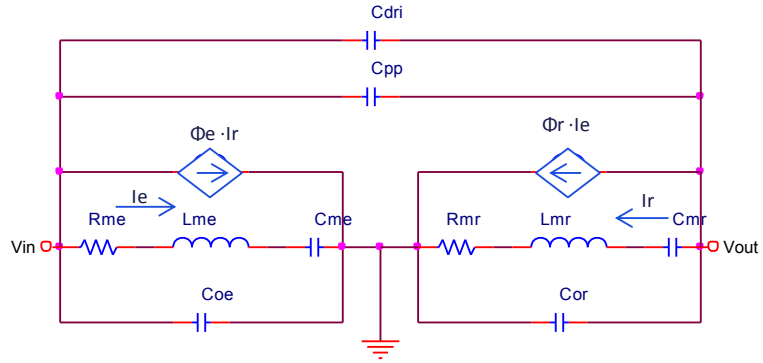 Cdri
Cpp
Φe ·Ir
Φr ·Ie
Ie
Ir
Rme
Lme
Cme
Rmr
Lmr
Cmr
Vin
Vout
Coe
Cor